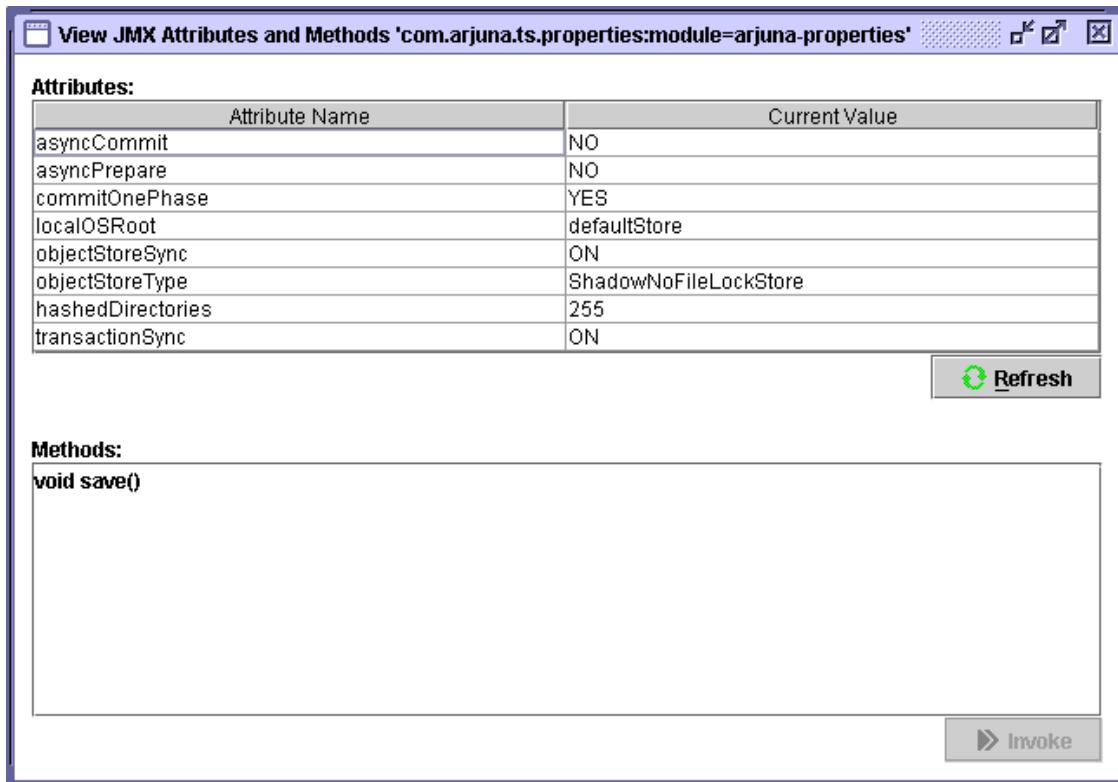 View JMX Attributes and Methods 'com.arjuna.ts.properties:module=arjuna-properties'
Attributes:
Attribute Name Current Value
asyncCommit NO
asyncPrepare NO
commitOnePhase YES
localOSRoot defaultStore
objectStoreSync ON
objectStoreType ShadowNoFileLockStore
hashedDirectories 255
transactionSync ON
Refresh
Methods:
void save()
Invoke